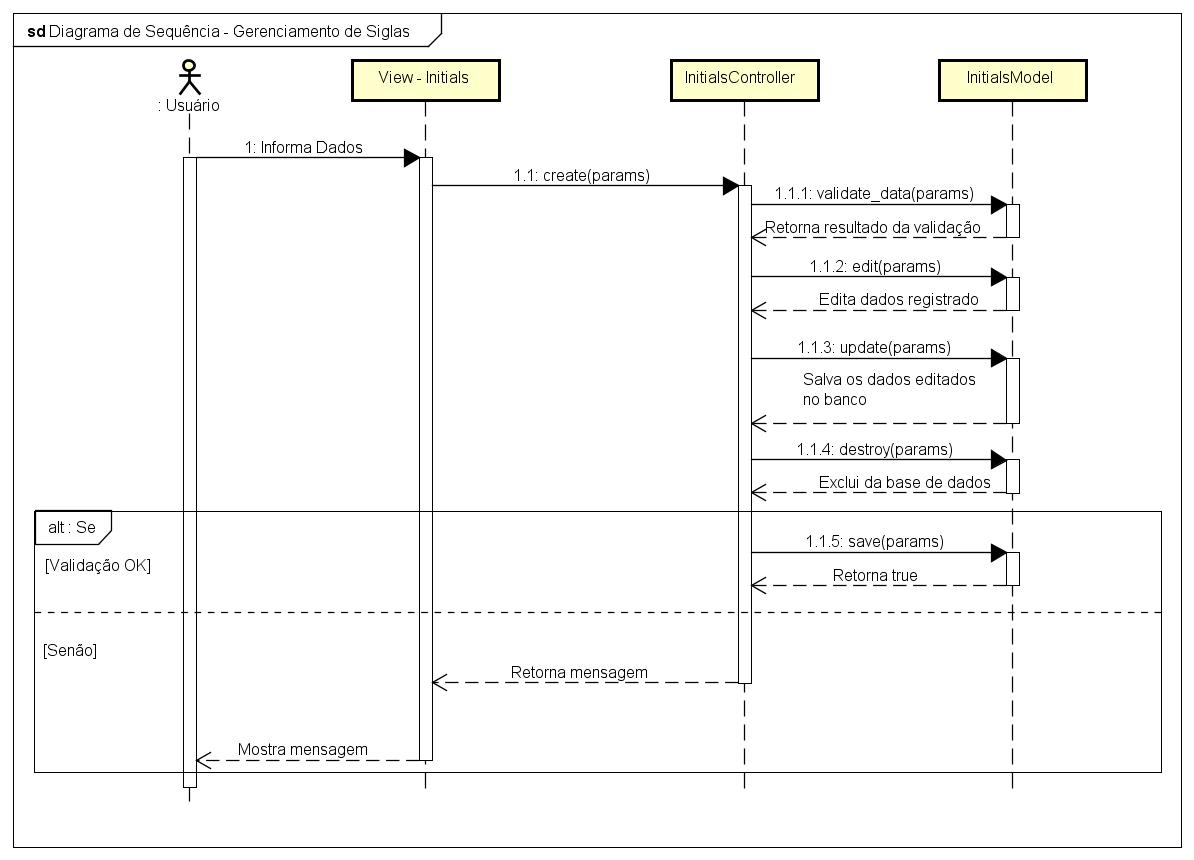 sd Diagrama de Sequência - Gerenciamento de Siglas
: Usuário
View - Initials
InitialsController
InitialsModel
1: Informa Dados
1.1: create(params)
1.1.1: validate_data(params)
Retorna resultado da validação
1.1.2: edit(params)
Edita dados registrado
1.1.3: update(params)
Salva os dados editados
no banco
1.1.4: destroy(params)
Exclui da base de dados
alt : Se
1.1.5: save(params)
[Validação OK]
Retorna true
[Senão]
Retorna mensagem
Mostra mensagem